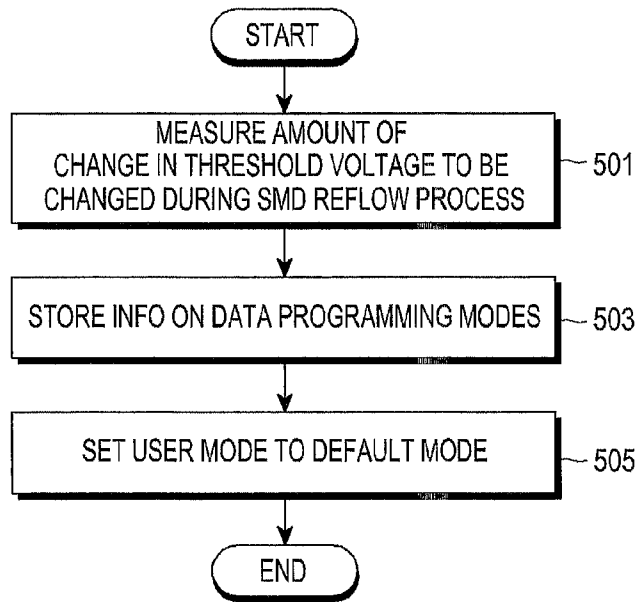 START
MEASURE AMOUNT OF
CHANGE IN THRESHOLD VOLTAGE TO BE
CHANGED DURING SMD REFLOW PROCESS
501
STORE INFO ON DATA PROGRAMMING MODES
503
SET USER MODE TO DEFAULT MODE
505
END